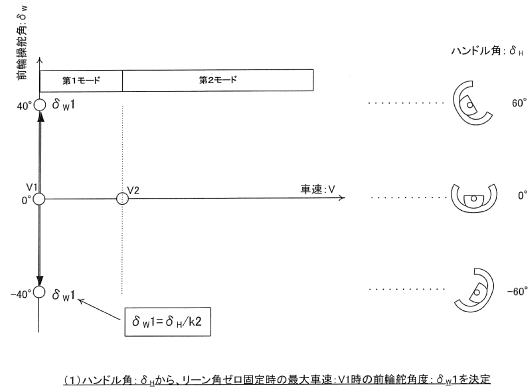 前輪操舵角:δw
ハンドル角:δH
第1モード
第2モード
40°
δw1
60°
V1
V2
車速:V
0°
0°
-40°
δw1
-60°
δw1=δH/k2
(1)ハンドル角:δHから、リーン角ゼロ固定時の最大車速:V1時の前輪舵角度:δw1を決定